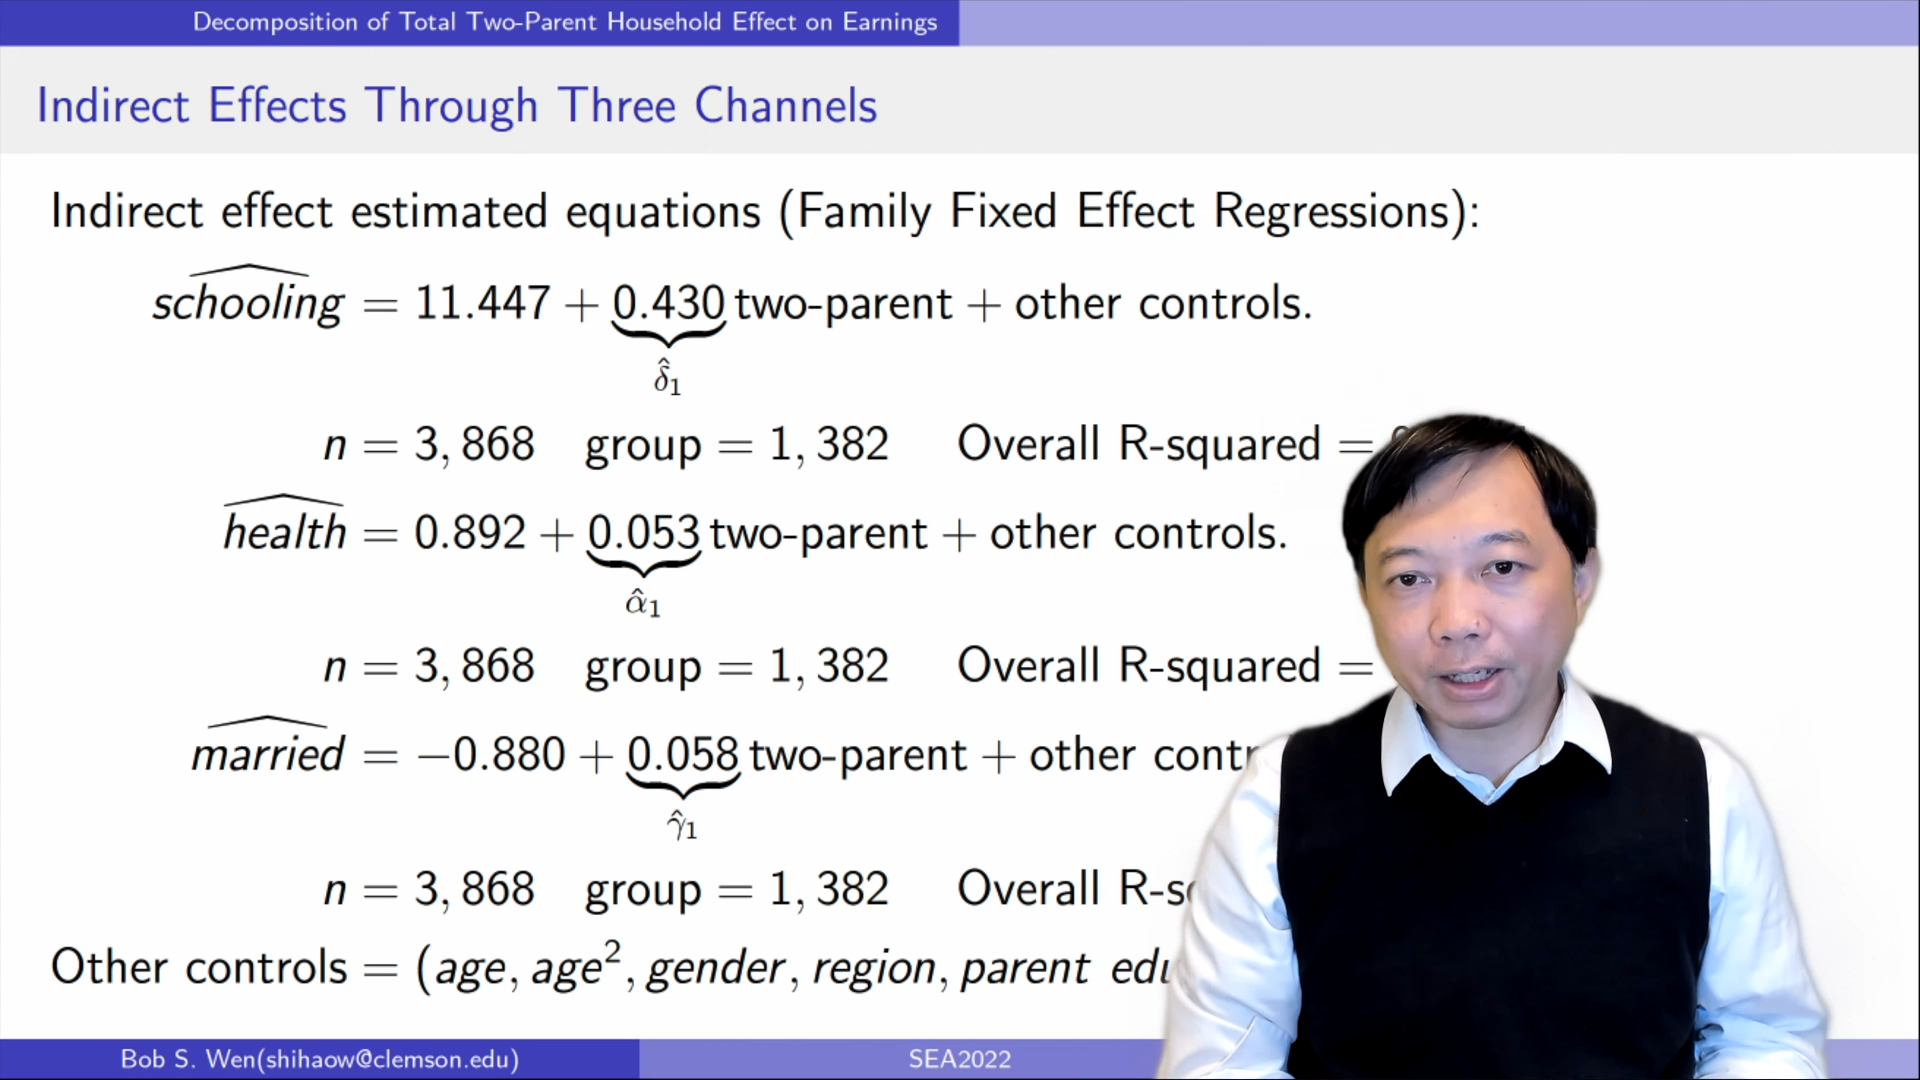 Decomposition of Total Two-Parent Household Effect on Earnings
Indirect Effects Through Three Channels
Indirect effect estimated equations (Family Fixed Effect Regressions):
schooling^ = 11.447 + 0.430 two-parent + other controls.
δ̂₁
n = 3, 868 group = 1, 382 Overall R-squared =
health^ = 0.892 + 0.053 two-parent + other controls.
α̂₁
n = 3, 868 group = 1, 382 Overall R-squared =
married^ = −0.880 + 0.058 two-parent + other contr
γ̂₁
n = 3, 868 group = 1, 382 Overall R-s
Other controls = (age, age², gender, region, parent edu
Bob S. Wen(shihaow@clemson.edu) SEA2022